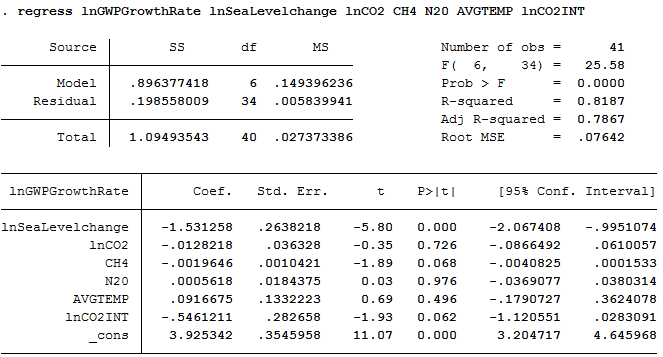 . regress lnGWPGrowthRate lnSeaLevelchange lnCO2 CH4 N20 AVGTEMP lnCO2INT
Source | SS df MS Number of obs = 41
F( 6, 34) = 25.58
Model | .896377418 6 .149396236 Prob > F = 0.0000
Residual | .198558009 34 .005839941 R-squared = 0.8187
Adj R-squared = 0.7867
Total | 1.09493543 40 .027373386 Root MSE = .07642
lnGWPGrowthRate | Coef. Std. Err. t P>|t| [95% Conf. Interval]
lnSeaLevelchange | -1.531258 .2638218 -5.80 0.000 -2.067408 -.9951074
lnCO2 | -.0128218 .036328 -0.35 0.726 -.0866492 .0610057
CH4 | -.0019646 .0010421 -1.89 0.068 -.0040825 .0001533
N20 | .0005618 .0184375 0.03 0.976 -.0369077 .0380314
AVGTEMP | .0916675 .1332223 0.69 0.496 -.1790727 .3624078
lnCO2INT | -.5461211 .282658 -1.93 0.062 -1.120551 .0283091
_cons | 3.925342 .3545958 11.07 0.000 3.204717 4.645968